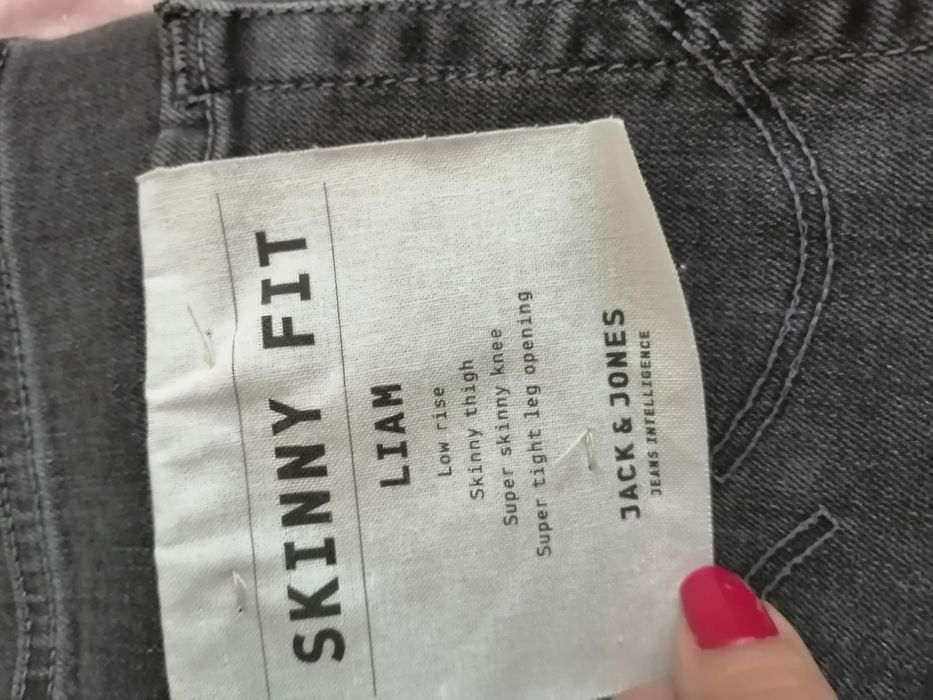 SKINNY FIT
LIAM
Low rise
Skinny thigh
Super skinny knee
Super tight leg opening
JACK & JONES
JEANS INTELLIGENCE